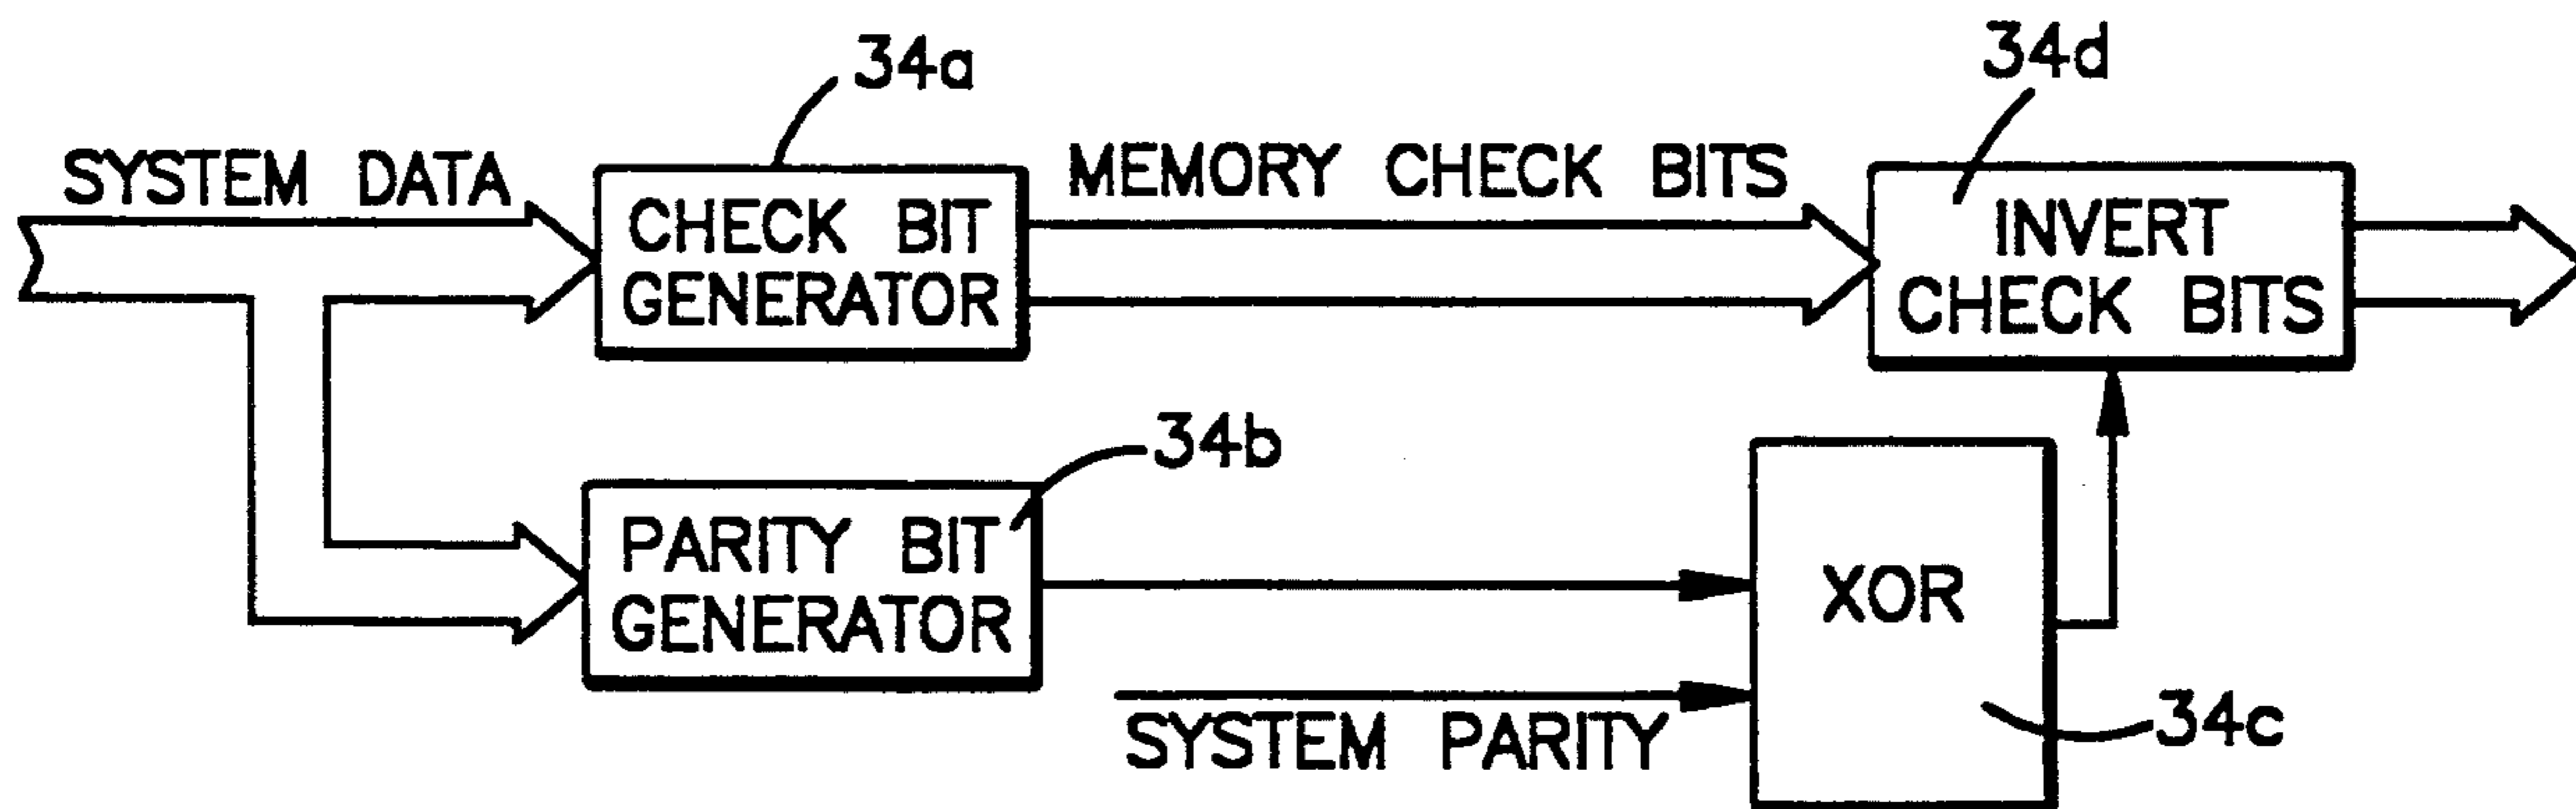 34a
34d
SYSTEM DATA
MEMORY CHECK BITS
CHECK BIT
GENERATOR
INVERT
CHECK BITS
34b
PARITY BIT
GENERATOR
XOR
SYSTEM PARITY
34c